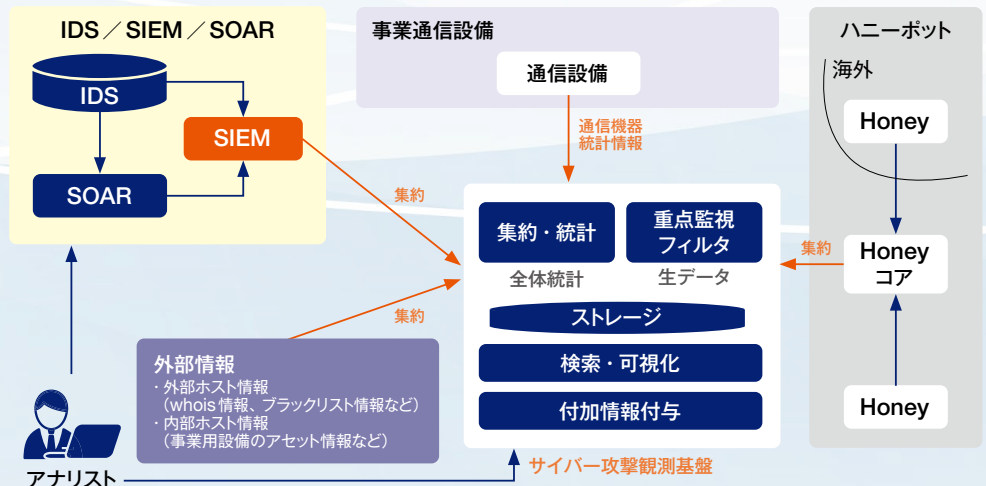 IDS／SIEM／SOAR
IDS
SIEM
SOAR
事業通信設備
通信設備
通信機器
統計情報
ハニーポット
海外
Honey
Honey
コア
Honey
集約
集約
集約
集約・統計
重点監視
フィルタ
全体統計
生データ
ストレージ
検索・可視化
付加情報付与
サイバー攻撃観測基盤
外部情報
・外部ホスト情報
（whois 情報、ブラックリスト情報など）
・内部ホスト情報
（事業用設備のアセット情報など）
アナリスト